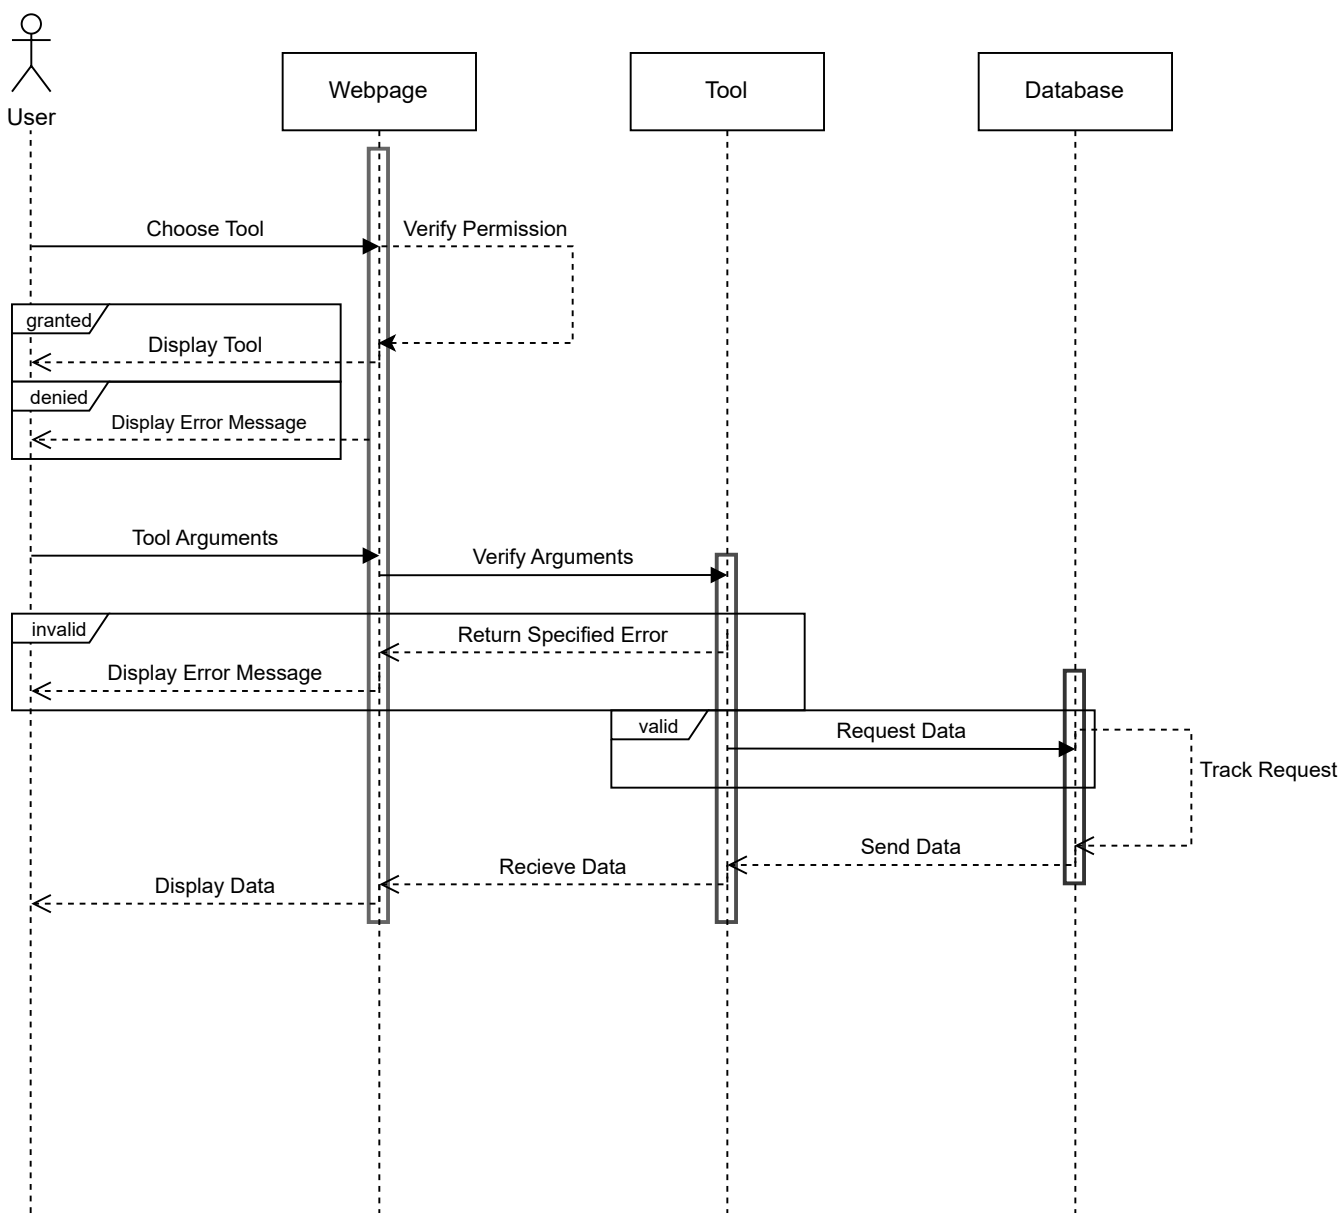 User
Webpage
Tool
Database
Choose Tool
Verify Permission
granted
Display Tool
denied
Display Error Message
Tool Arguments
Verify Arguments
invalid
Return Specified Error
Display Error Message
valid
Request Data
Track Request
Send Data
Recieve Data
Display Data